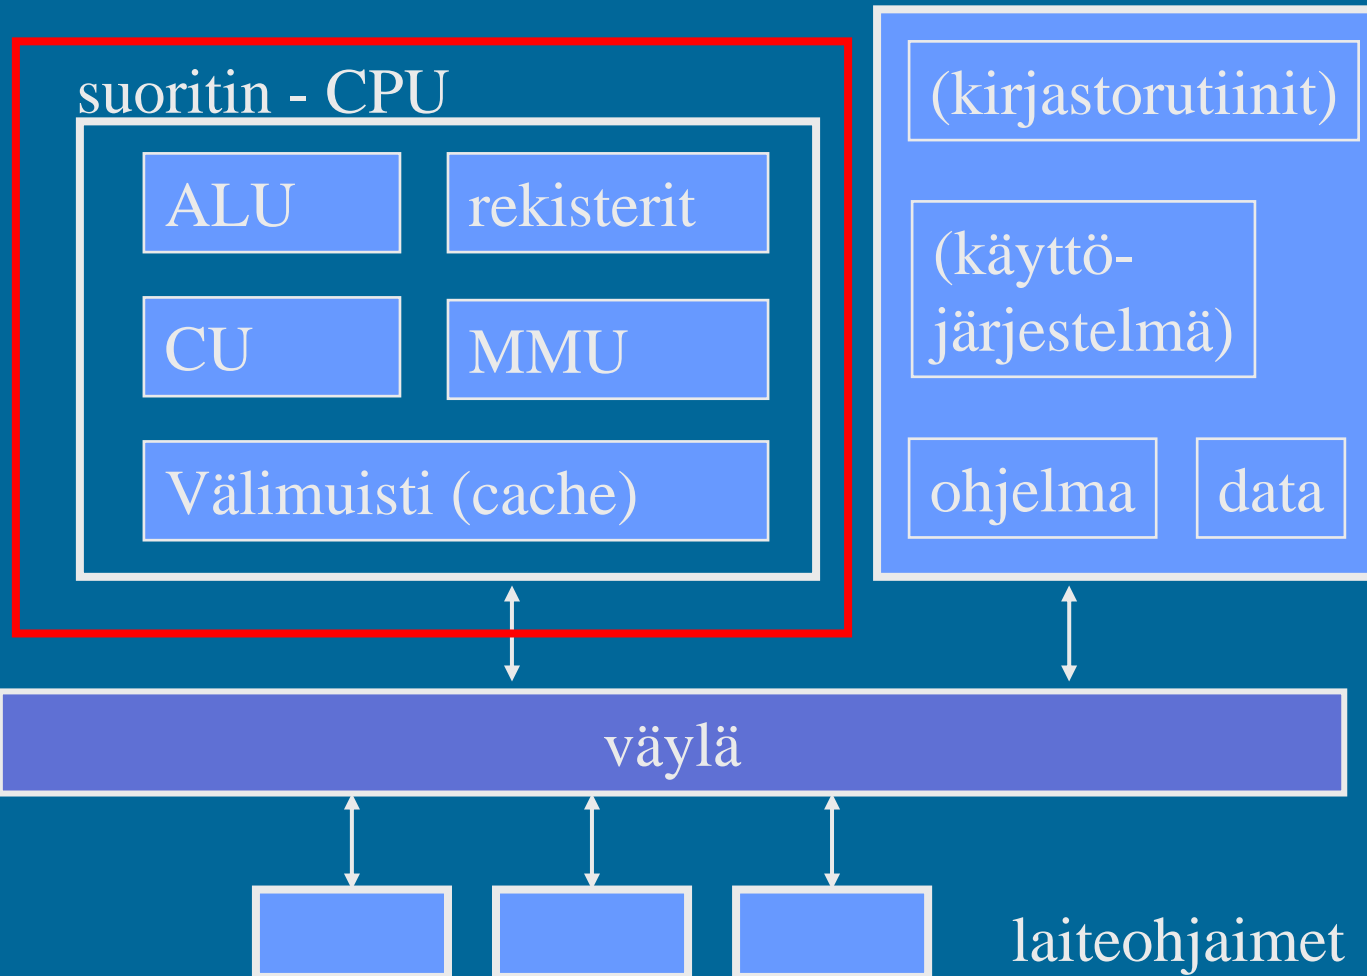 suoritin - CPU
ALU
rekisterit
CU
MMU
Välimuisti (cache)
(kirjastorutiinit)
(käyttö-
järjestelmä)
ohjelma
data
väylä
laiteohjaimet